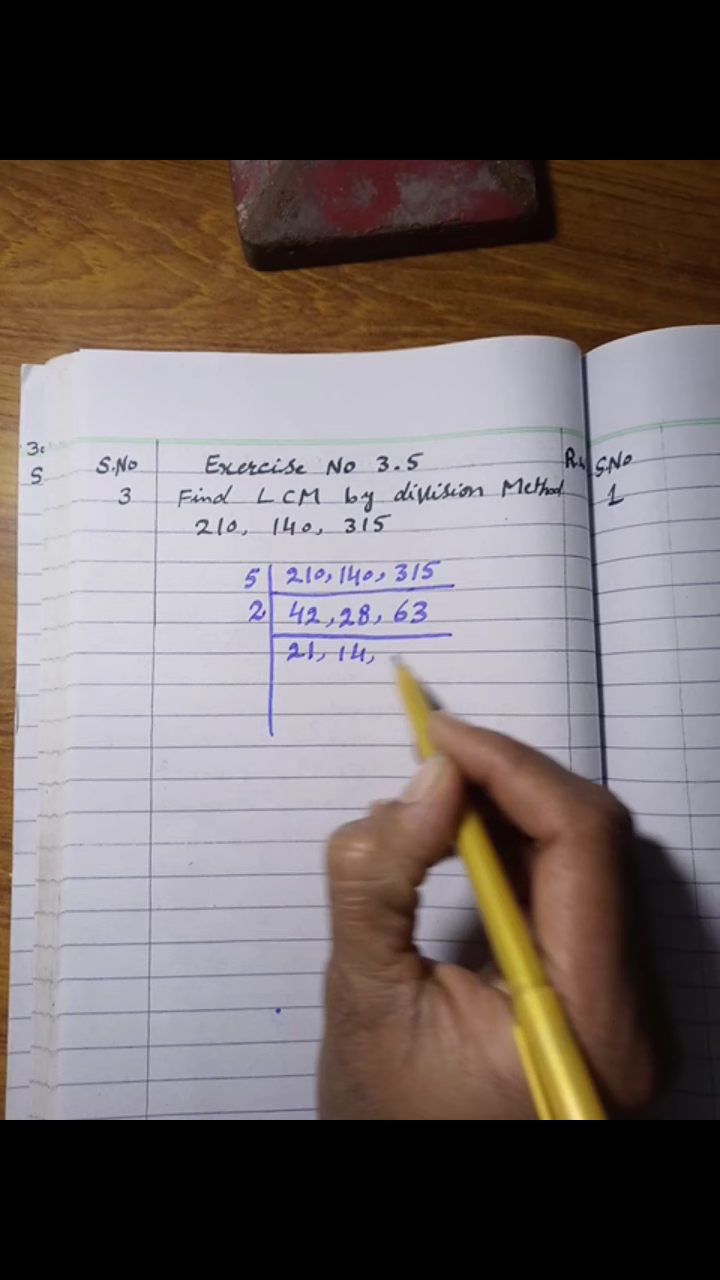 3.
S
S.No Exercise No 3.5 R.
3 Find LCM by division Method
210, 140, 315
5 210, 140, 315
2 42, 28, 63
21, 14,
S.No
1